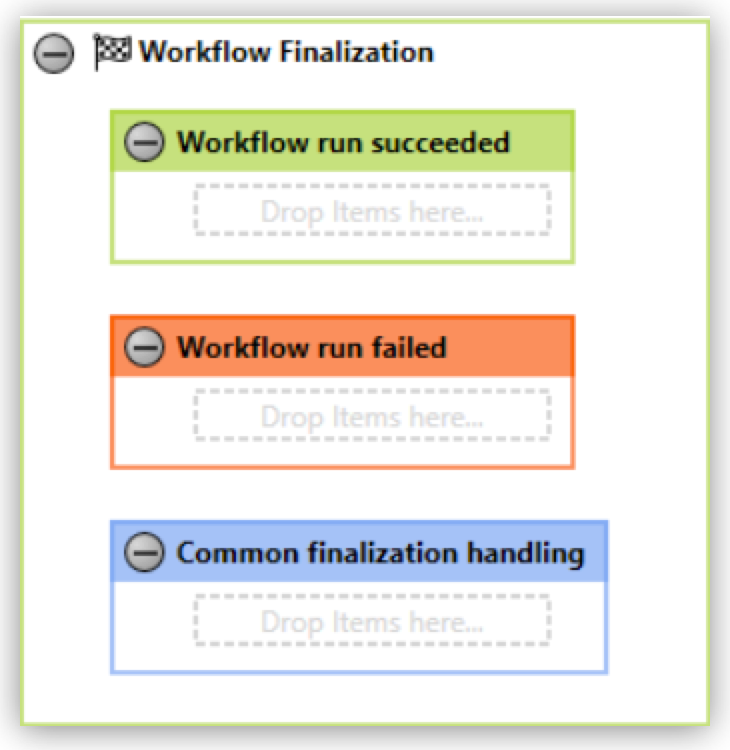 Workflow Finalization
Workflow run succeeded
Drop Items here...
Workflow run failed
Drop Items here...
Common finalization handling
Drop Items here...